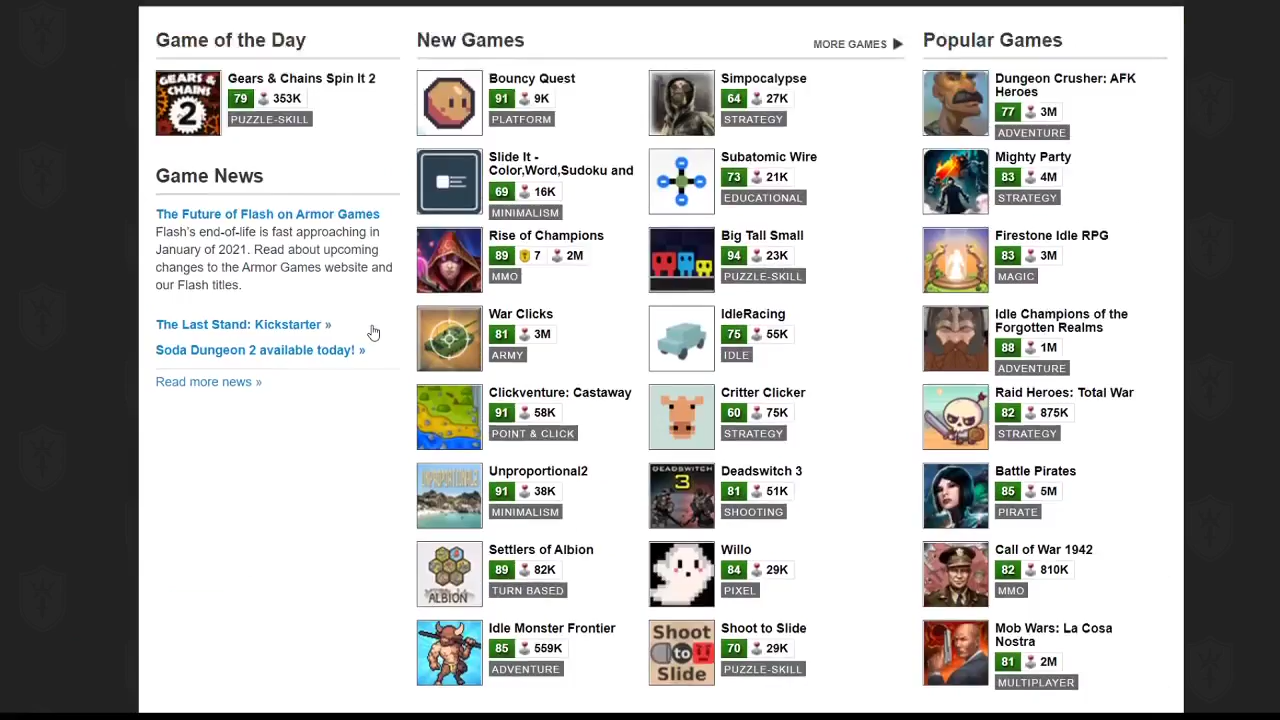 Game of the Day
GEARS &
CHAINS
2
Gears & Chains Spin It 2
79 353K
PUZZLE-SKILL
Game News
The Future of Flash on Armor Games
Flash's end-of-life is fast approaching in
January of 2021. Read about upcoming
changes to the Armor Games website and
our Flash titles.
The Last Stand: Kickstarter »
Soda Dungeon 2 available today! »
Read more news »
New Games
MORE GAMES
Bouncy Quest
91 9K
PLATFORM
Slide It -
Color,Word,Sudoku and
69 16K
MINIMALISM
Rise of Champions
89 7 2M
MMO
War Clicks
81 3M
ARMY
Clickventure: Castaway
91 58K
POINT & CLICK
Unproportional2
91 38K
MINIMALISM
ALBION
Settlers of Albion
89 82K
TURN BASED
Idle Monster Frontier
85 559K
ADVENTURE
Simpocalypse
64 27K
STRATEGY
Subatomic Wire
73 21K
EDUCATIONAL
Big Tall Small
94 23K
PUZZLE-SKILL
IdleRacing
75 55K
IDLE
Critter Clicker
60 75K
STRATEGY
DEADSWITCH
3
Deadswitch 3
81 51K
SHOOTING
Willo
84 29K
PIXEL
Shoot
to
Slide
Shoot to Slide
70 29K
PUZZLE-SKILL
Popular Games
Dungeon Crusher: AFK
Heroes
77 3M
ADVENTURE
Mighty Party
83 4M
STRATEGY
Firestone Idle RPG
83 3M
MAGIC
Idle Champions of the
Forgotten Realms
88 1M
ADVENTURE
Raid Heroes: Total War
82 875K
STRATEGY
Battle Pirates
85 5M
PIRATE
Call of War 1942
82 810K
MMO
Mob Wars: La Cosa
Nostra
81 2M
MULTIPLAYER